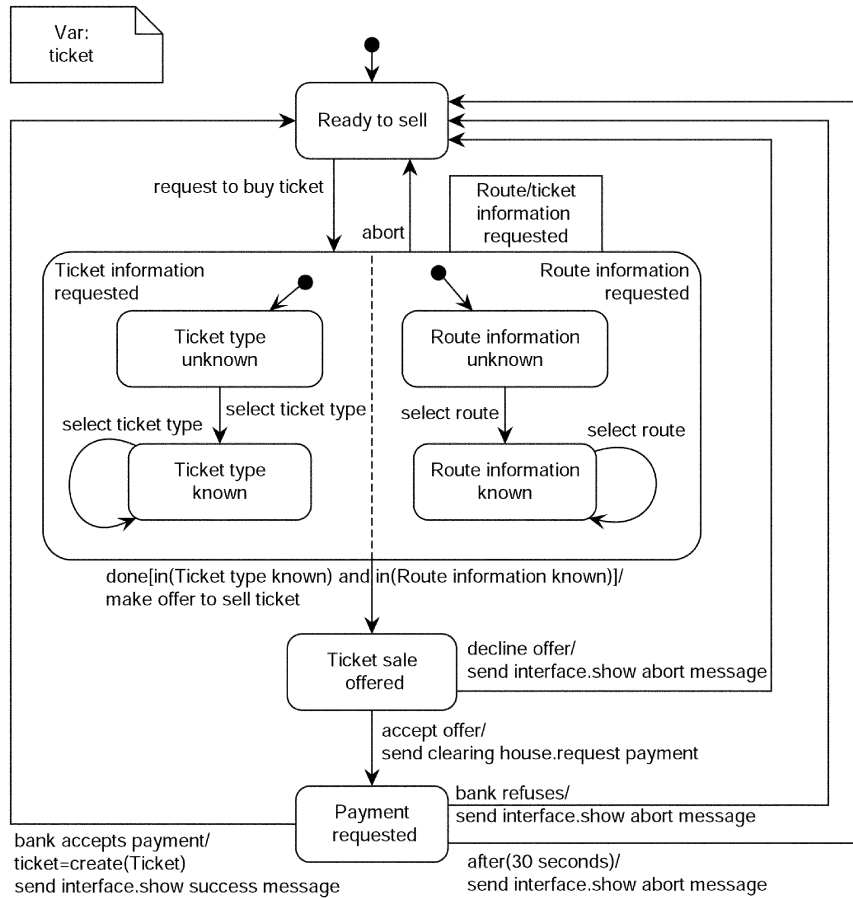 Var:
ticket
Ready to sell
request to buy ticket
abort
Route/ticket
information
requested
Ticket information
requested
Route information
requested
Ticket type
unknown
Route information
unknown
select ticket type
select route
select ticket type
select route
Ticket type
known
Route information
known
done[in(Ticket type known) and in(Route information known)]/
make offer to sell ticket
Ticket sale
offered
decline offer/
send interface.show abort message
accept offer/
send clearing house.request payment
Payment
requested
bank refuses/
send interface.show abort message
bank accepts payment/
ticket=create(Ticket)
send interface.show success message
after(30 seconds)/
send interface.show abort message